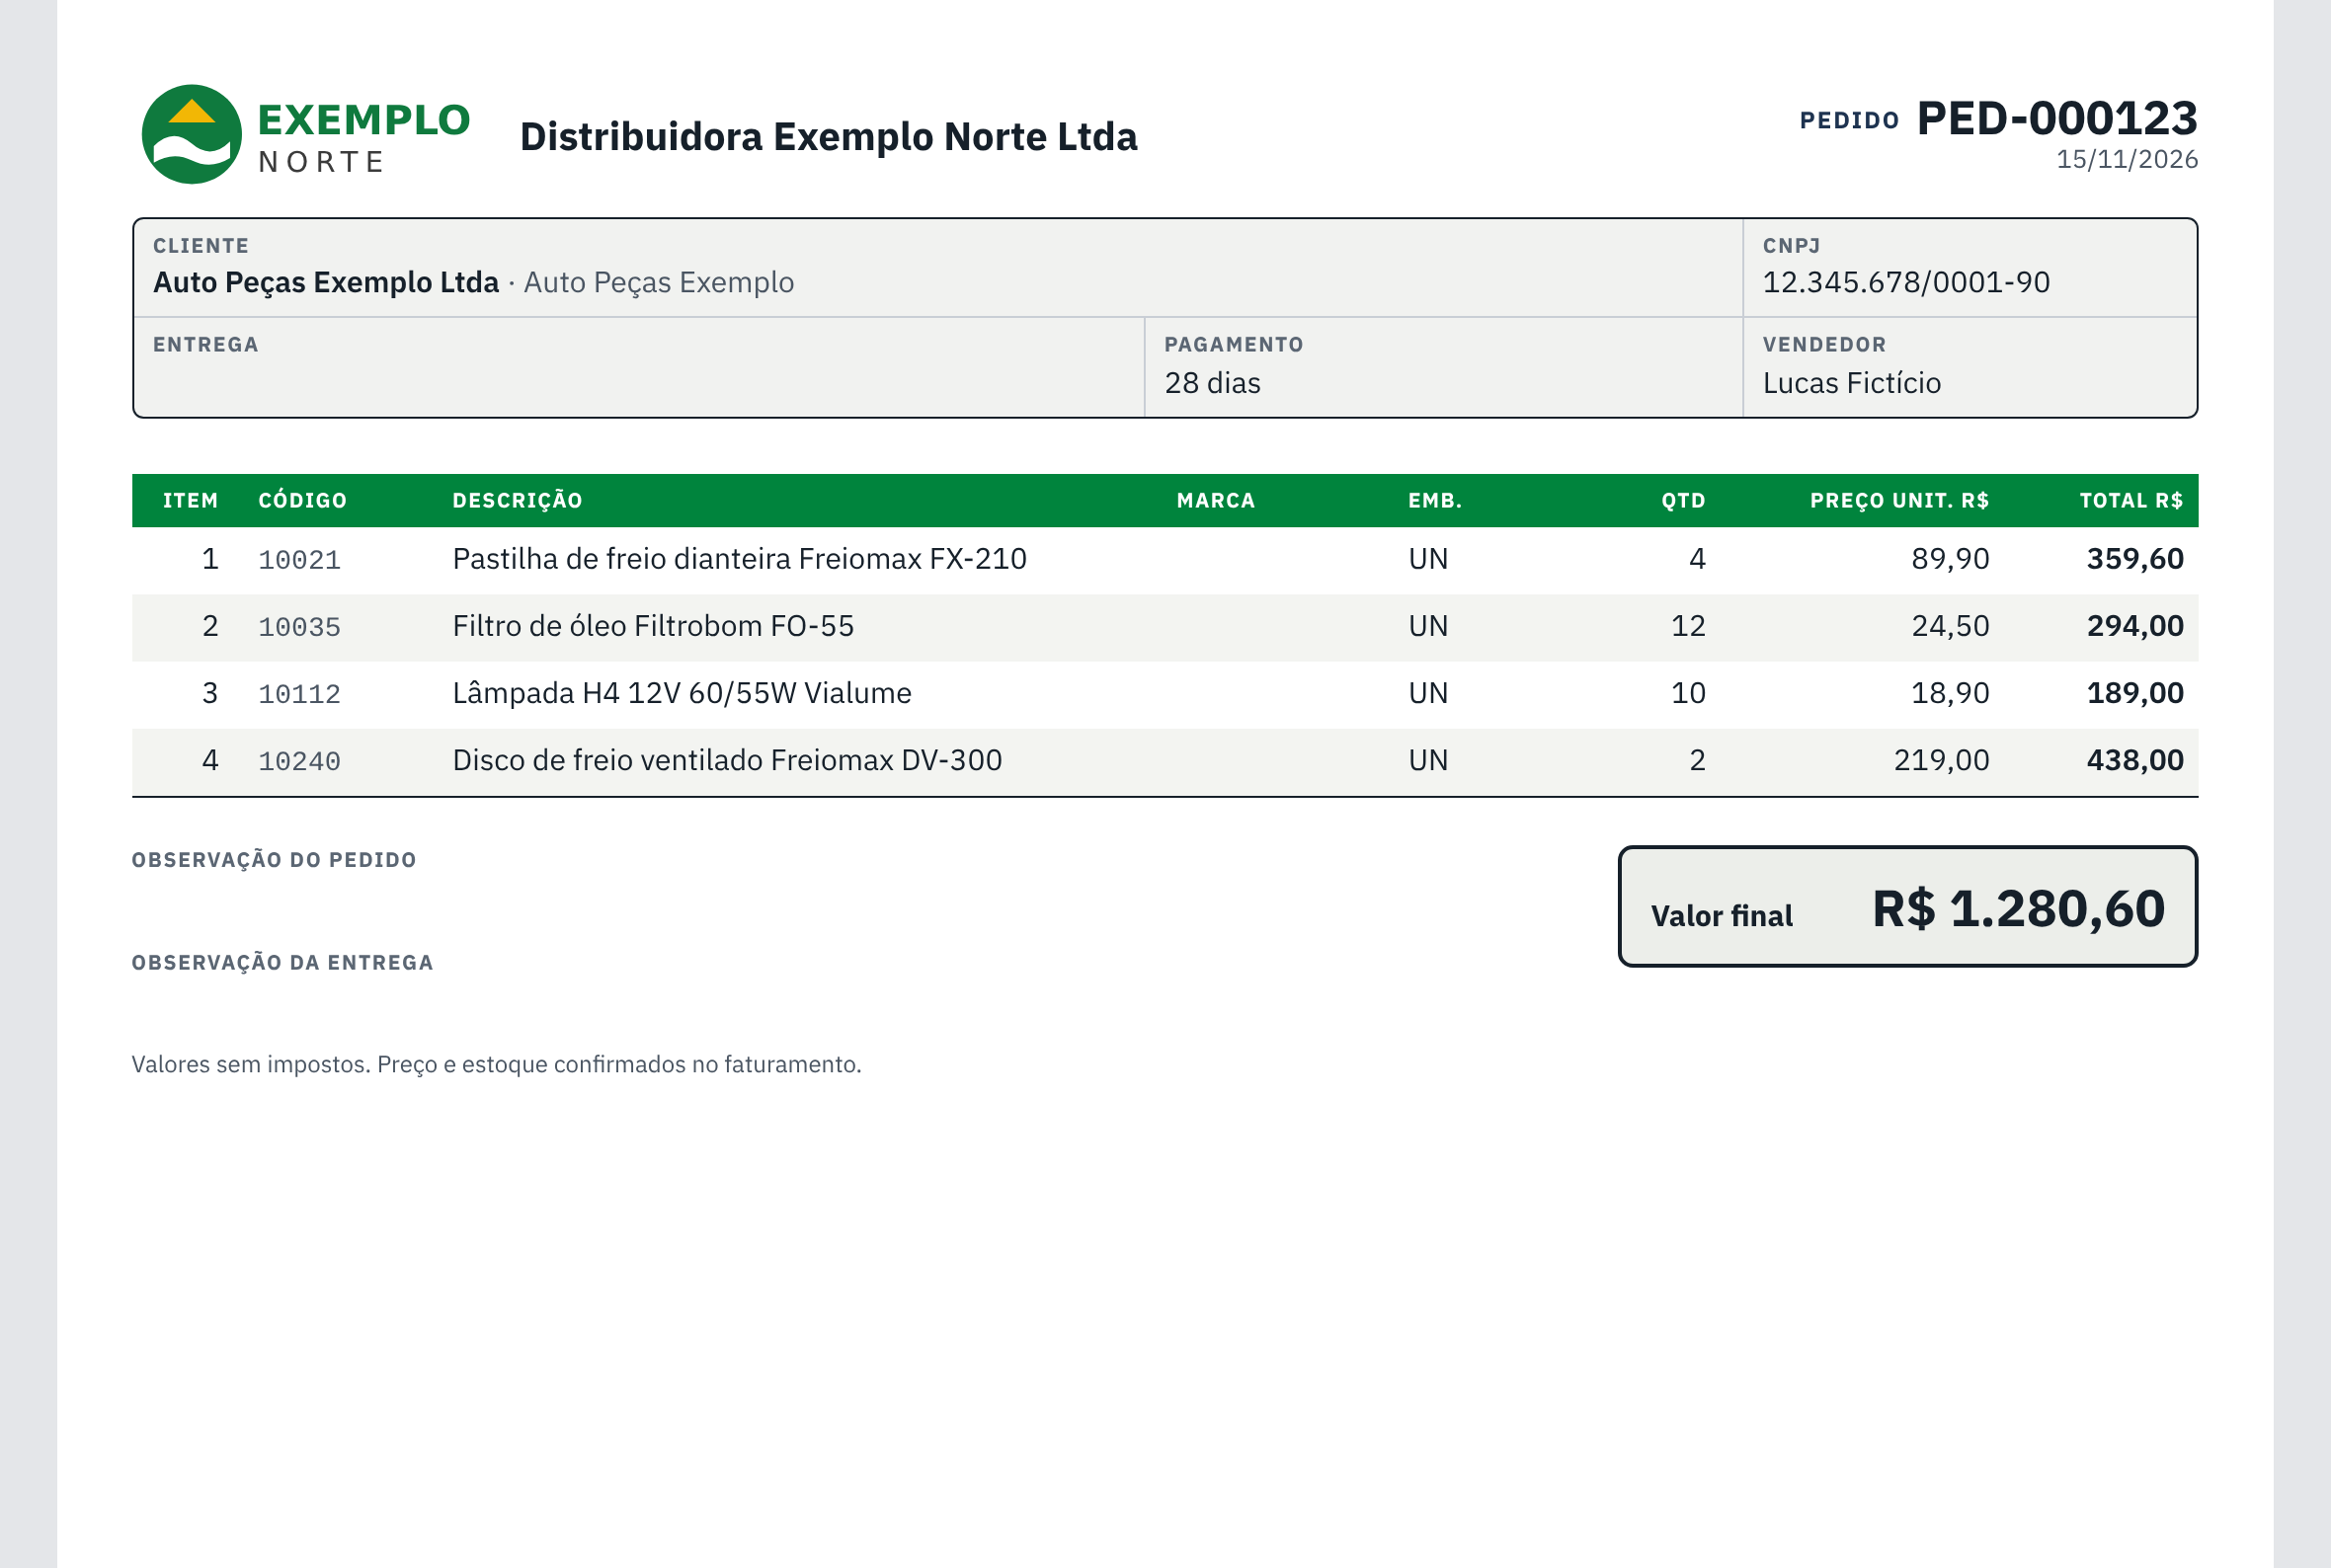 EXEMPLO
NORTE
Distribuidora Exemplo Norte Ltda
PEDIDO PED-000123
15/11/2026
CLIENTE
Auto Peças Exemplo Ltda · Auto Peças Exemplo
CNPJ
12.345.678/0001-90
ENTREGA
PAGAMENTO
28 dias
VENDEDOR
Lucas Fictício
ITEM CÓDIGO DESCRIÇÃO MARCA EMB. QTD PREÇO UNIT. R$ TOTAL R$
1 10021 Pastilha de freio dianteira Freiomax FX-210 UN 4 89,90 359,60
2 10035 Filtro de óleo Filtrobom FO-55 UN 12 24,50 294,00
3 10112 Lâmpada H4 12V 60/55W Vialume UN 10 18,90 189,00
4 10240 Disco de freio ventilado Freiomax DV-300 UN 2 219,00 438,00
OBSERVAÇÃO DO PEDIDO
Valor final R$ 1.280,60
OBSERVAÇÃO DA ENTREGA
Valores sem impostos. Preço e estoque confirmados no faturamento.